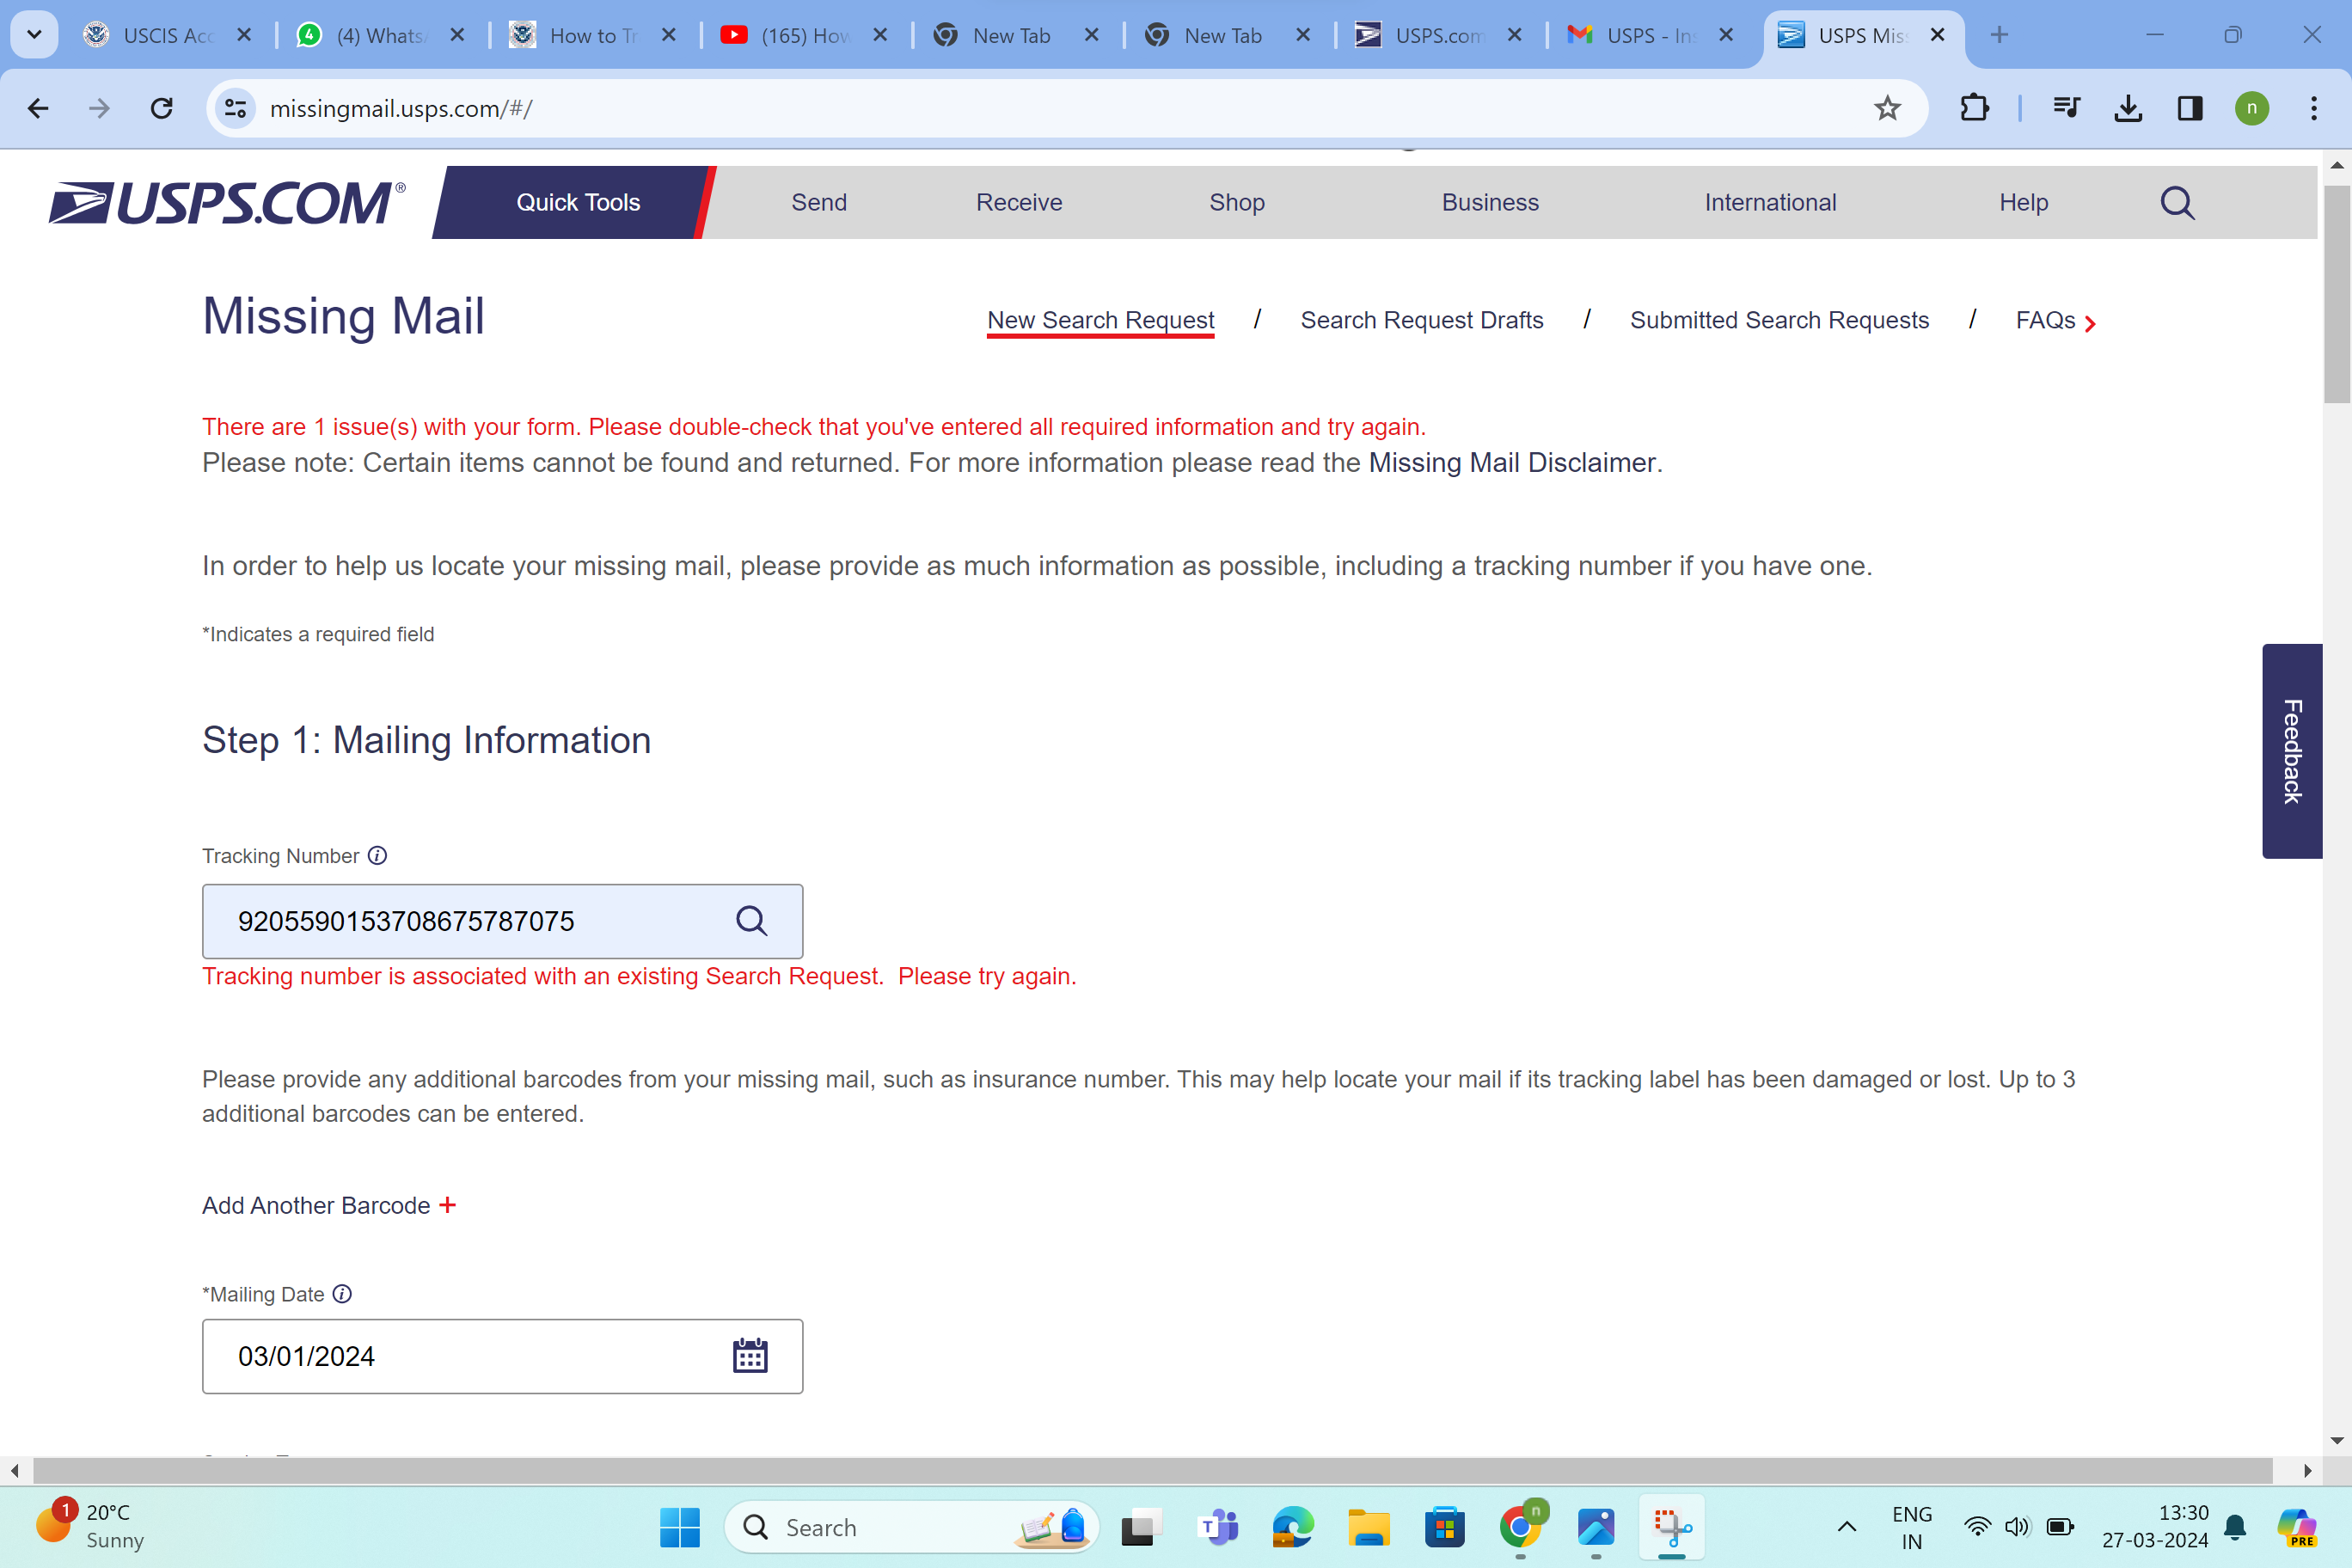 USCIS Acc
4
(4) Whats
How to Tr
(165) How
New Tab
New Tab
USPS.com
USPS - In
USPS Mis
missingmail.usps.com/#/
n
USPS.COM®
Quick Tools
Send
Receive
Shop
Business
International
Help
Missing Mail
New Search Request / Search Request Drafts / Submitted Search Requests / FAQs
There are 1 issue(s) with your form. Please double-check that you've entered all required information and try again.
Please note: Certain items cannot be found and returned. For more information please read the Missing Mail Disclaimer.
In order to help us locate your missing mail, please provide as much information as possible, including a tracking number if you have one.
*Indicates a required field
Feedback
Step 1: Mailing Information
Tracking Number i
9205590153708675787075
Tracking number is associated with an existing Search Request.  Please try again.
Please provide any additional barcodes from your missing mail, such as insurance number. This may help locate your mail if its tracking label has been damaged or lost. Up to 3
additional barcodes can be entered.
Add Another Barcode +
*Mailing Date i
03/01/2024
1
20°C
Sunny
Search
T
n
ENG
IN
13:30
27-03-2024
PRE